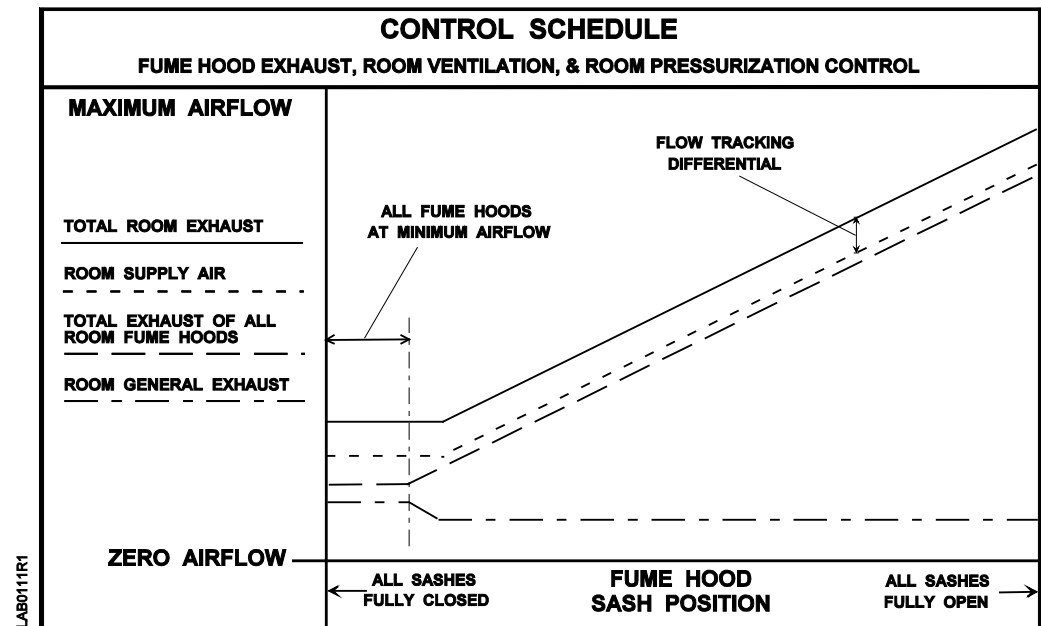 CONTROL SCHEDULE
FUME HOOD EXHAUST, ROOM VENTILATION, & ROOM PRESSURIZATION CONTROL
MAXIMUM AIRFLOW
TOTAL ROOM EXHAUST
ROOM SUPPLY AIR
TOTAL EXHAUST OF ALL
ROOM FUME HOODS
ROOM GENERAL EXHAUST
ZERO AIRFLOW
FLOW TRACKING
DIFFERENTIAL
ALL FUME HOODS
AT MINIMUM AIRFLOW
ALL SASHES
FULLY CLOSED
FUME HOOD
SASH POSITION
ALL SASHES
FULLY OPEN
LAB0111R1